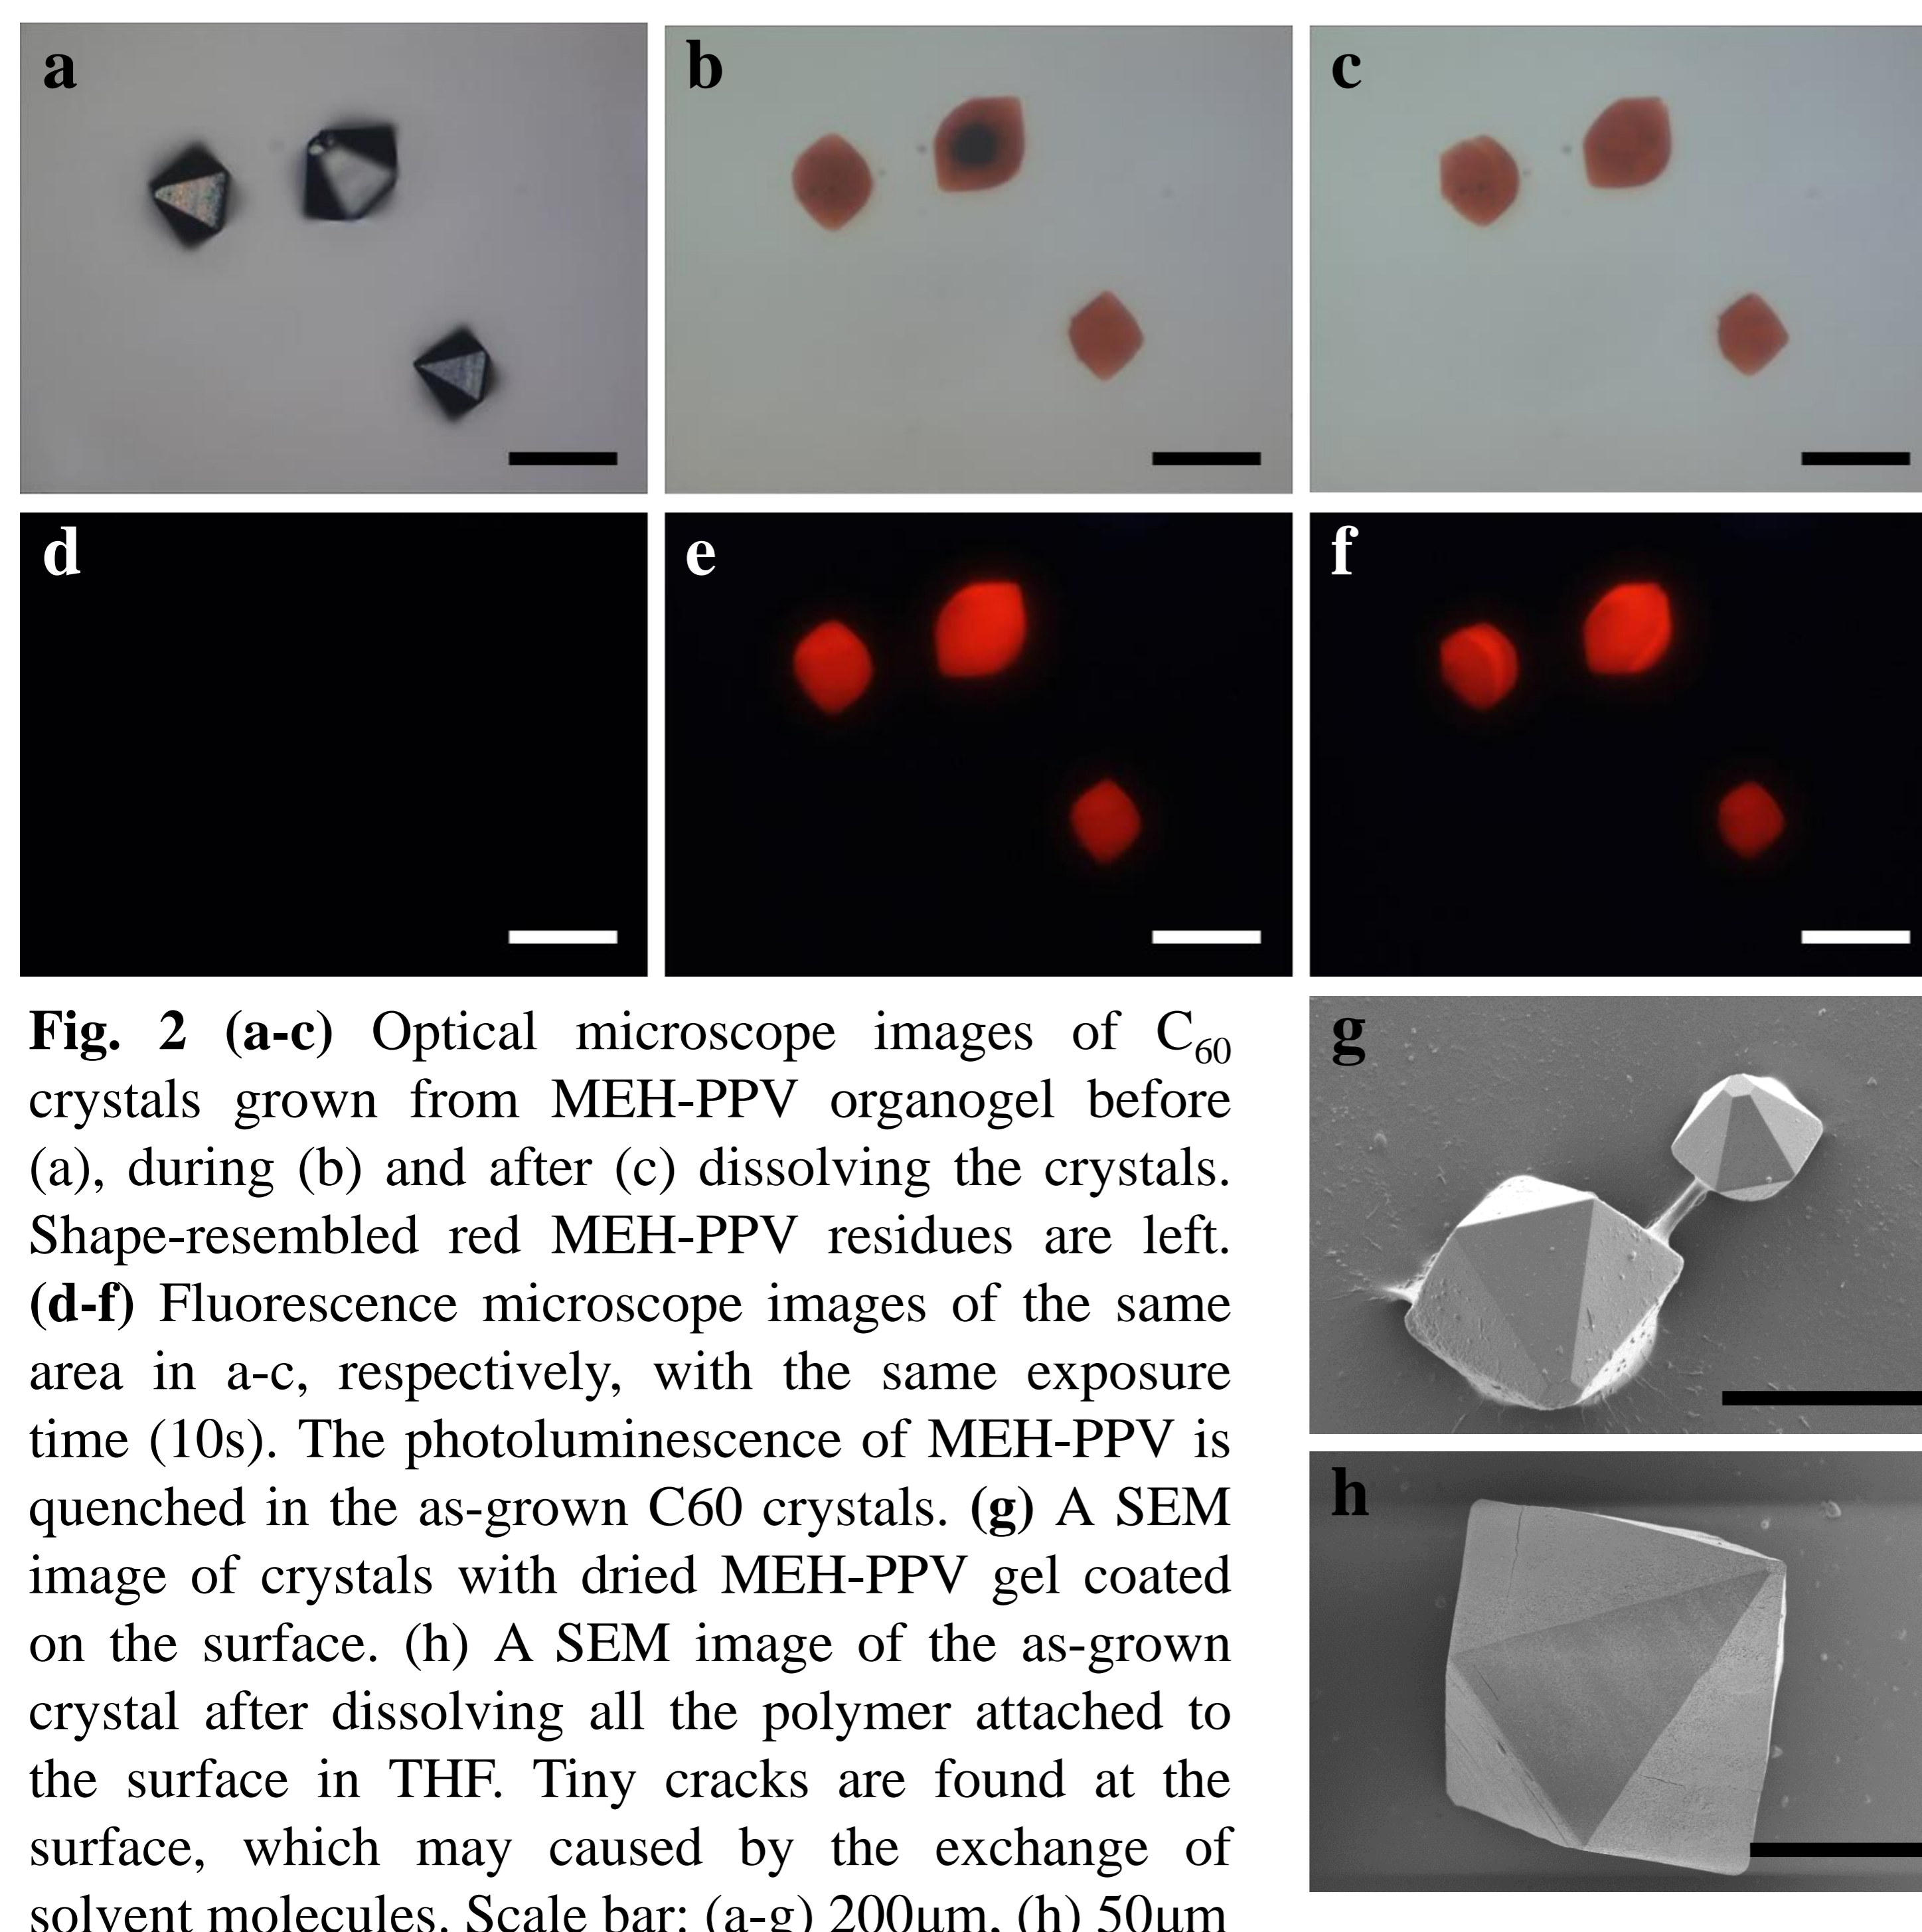 a
b
c
d
e
f
Fig. 2 (a-c) Optical microscope images of C60
crystals grown from MEH-PPV organogel before
(a), during (b) and after (c) dissolving the crystals.
Shape-resembled red MEH-PPV residues are left.
(d-f) Fluorescence microscope images of the same
area in a-c, respectively, with the same exposure
time (10s). The photoluminescence of MEH-PPV is
quenched in the as-grown C60 crystals. (g) A SEM
image of crystals with dried MEH-PPV gel coated
on the surface. (h) A SEM image of the as-grown
crystal after dissolving all the polymer attached to
the surface in THF. Tiny cracks are found at the
surface, which may caused by the exchange of
solvent molecules. Scale bar: (a-g) 200μm, (h) 50μm
g
h